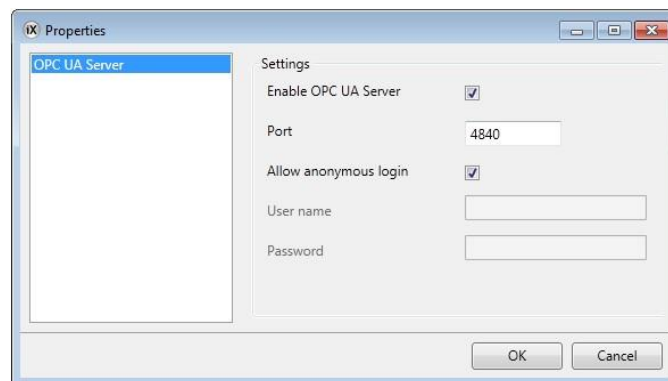 iX Properties
OPC UA Server
Settings
Enable OPC UA Server
Port 4840
Allow anonymous login
User name
Password
OK Cancel